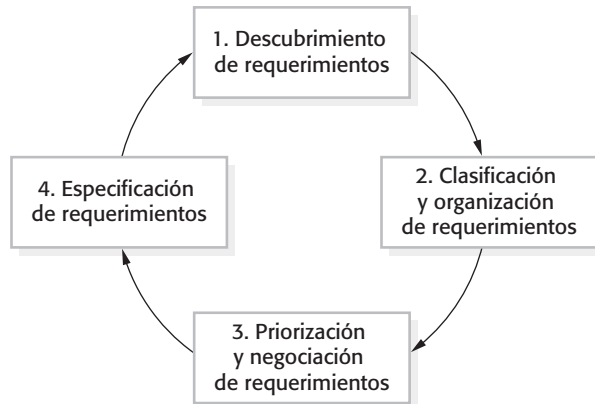 1. Descubrimiento
de requerimientos
2. Clasificación
y organización
de requerimientos
3. Priorización
y negociación
de requerimientos
4. Especificación
de requerimientos